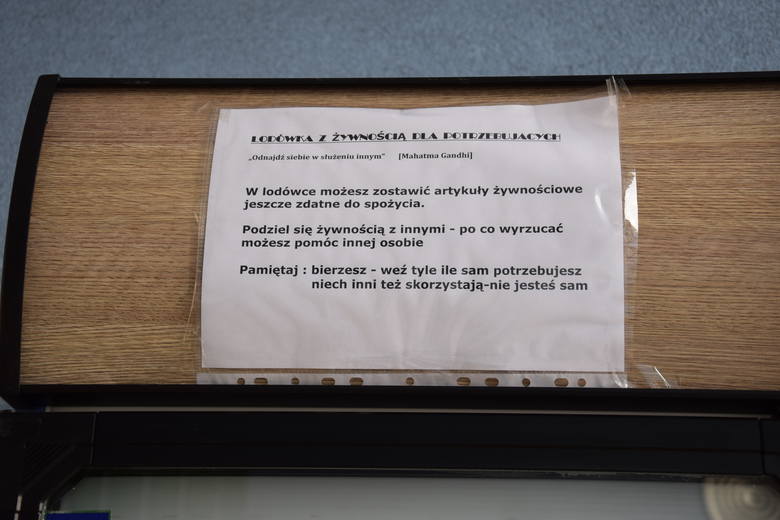 LODÓWKA Z ŻYWNOŚCIĄ DLA POTRZEBUJACYCH
„Odnajdź siebie w służeniu innym” [Mahatma Gandhi]
W lodówce możesz zostawić artykuły żywnościowe
jeszcze zdatne do spożycia.
Podziel się żywnością z innymi - po co wyrzucać
możesz pomóc innej osobie
Pamiętaj : bierzesz - weź tyle ile sam potrzebujesz
niech inni też skorzystają-nie jesteś sam